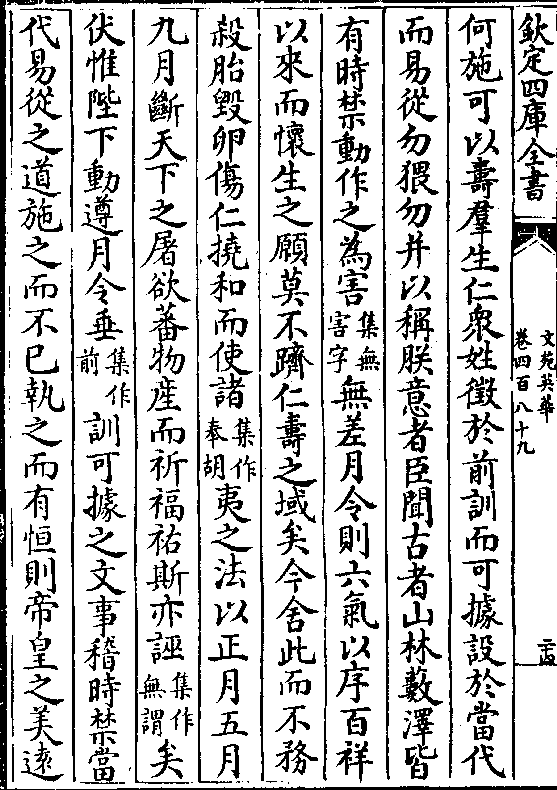 欽定四庫全書
文苑英華
卷四百八十九
二十四
何施可以壽羣生仁衆姓徵於前訓而可據設於當代
而易從勿猥勿并以稱朕意者臣聞古者山林藪澤皆
有時禁動作之為害集無害字無差月令則六氣以序百祥
以來而懷生之願莫不躋仁壽之域矣今舍此而不務
殺胎毀卵傷仁撓和而使諸集作奉胡夷之法以正月五月
九月斷天下之屠欲蕃物産而祈福祐斯亦誣集作無謂矣
伏惟陛下動遵月令垂集作前訓可據之文事稽時禁當
代易從之道施之而不已執之而有恒則帝皇之美遠